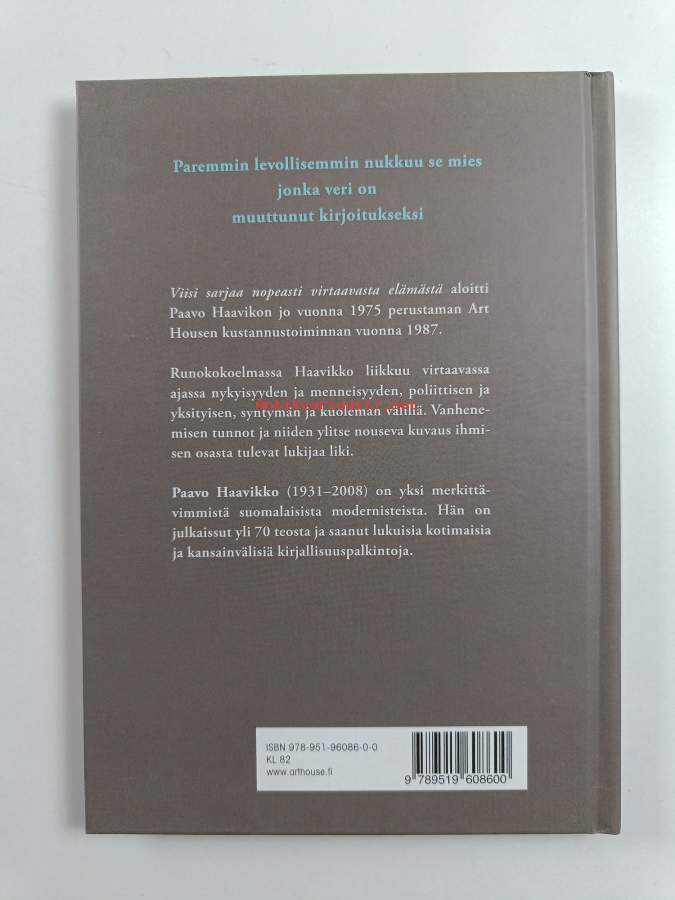 Paremmin levollisemmin nukkuu se mies
jonka veri on
muuttunut kirjoitukseksi
Viisi sarjaa nopeasti virtaavasta elämästä aloitti
Paavo Haavikon jo vuonna 1975 perustaman Art
Housen kustannustoiminnan vuonna 1987.
Runokokoelmassa Haavikko liikkuu virtaavassa
ajassa nykyisyyden ja menneisyyden, poliittisen ja
yksityisen, syntymän ja kuoleman välillä. Vanhene-
misen tunnot ja niiden ylitse nouseva kuvaus ihmi-
sen osasta tulevat lukijaa liki.
Paavo Haavikko (1931–2008) on yksi merkittä-
vimmistä suomalaisista modernisteista. Hän on
julkaissut yli 70 teosta ja saanut lukuisia kotimaisia
ja kansainvälisiä kirjallisuuspalkintoja.
ISBN 978-951-96086-0-0
KL 82
www.arthouse.fi
9 789519 608600